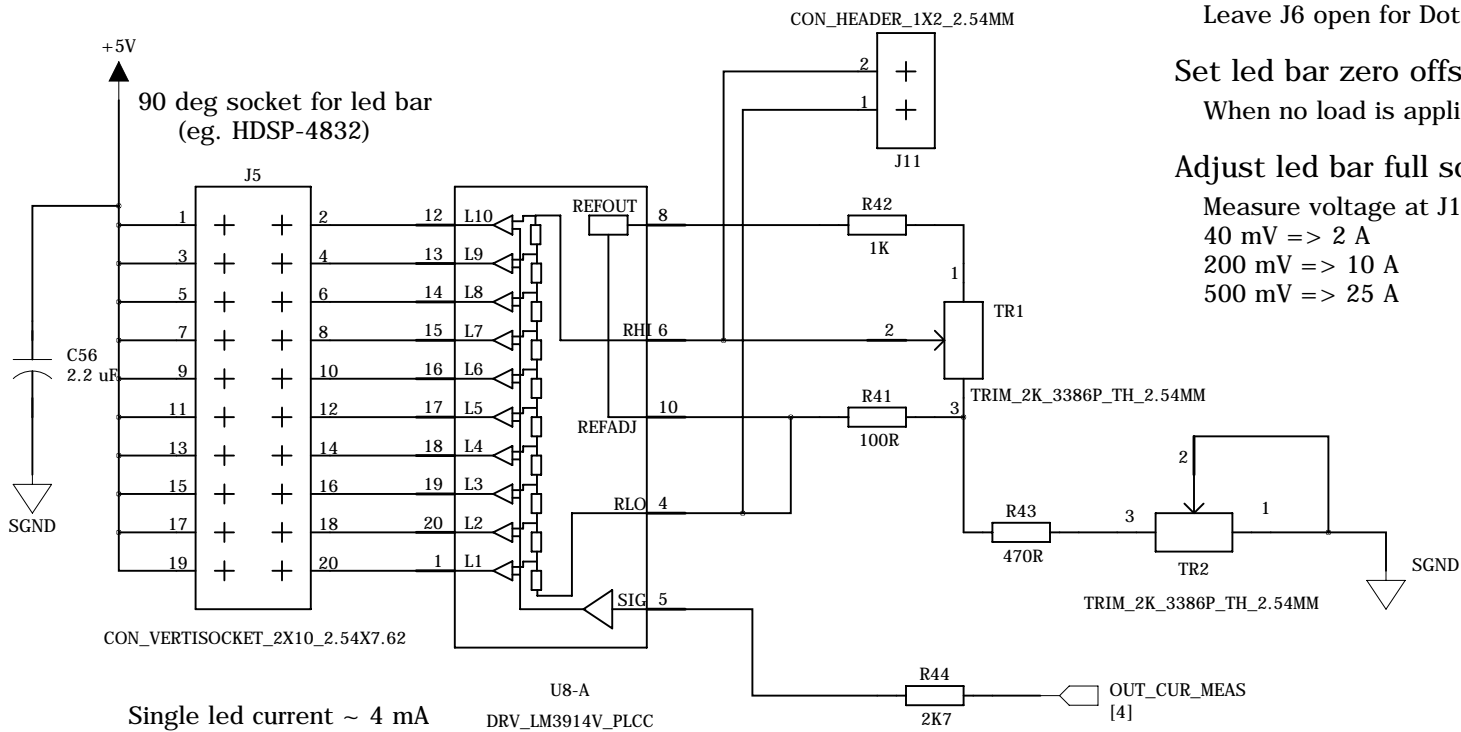 CON_HEADER_1X2_2.54MM
Leave J6 open for Dot
+5V
2
Set led bar zero offs
90 deg socket for led bar
(eg. HDSP-4832)
1
When no load is appli
J11
Adjust led bar full sc
J5
REFOUT
R42
Measure voltage at J1
1
2
12
L10
8
1K
40 mV => 2 A
3
4
13
L9
200 mV => 10 A
1
5
6
14
L8
500 mV => 25 A
TR1
7
8
15
L7
RHI
6
2
C56
2.2 uF
9
10
16
L6
TRIM_2K_3386P_TH_2.54MM
11
12
17
L5
10
R41
3
REFADJ
100R
13
14
18
L4
2
15
16
19
L3
RLO
4
SGND
17
18
20
L2
R43
3
1
470R
19
20
1
L1
TR2
SGND
SIG
5
TRIM_2K_3386P_TH_2.54MM
CON_VERTISOCKET_2X10_2.54X7.62
U8-A
R44
OUT_CUR_MEAS
[4]
Single led current ~ 4 mA
DRV_LM3914V_PLCC
2K7